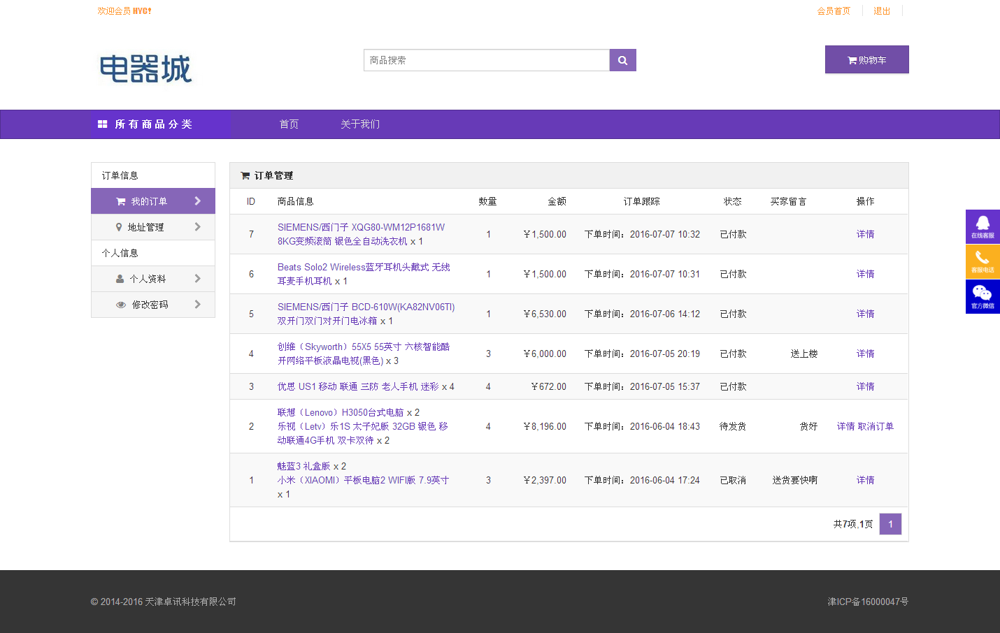 欢迎会员 HYG!
会员首页 退出
电器城
商品搜索
购物车
所有商品分类 首页 关于我们
订单信息
我的订单
地址管理
个人信息
个人资料
修改密码
订单管理
ID 商品信息 数量 金额 订单跟踪 状态 买家留言 操作
7 SIEMENS/西门子 XQG80-WM12P1681W 1 ￥1,500.00 下单时间：2016-07-07 10:32 已付款 详情
8KG变频滚筒 银色全自动洗衣机 x 1
6 Beats Solo2 Wireless蓝牙耳机头戴式 无线 1 ￥1,500.00 下单时间：2016-07-07 10:31 已付款 详情
耳麦手机耳机 x 1
5 SIEMENS/西门子 BCD-610W(KA82NV06TI) 1 ￥6,530.00 下单时间：2016-07-06 14:12 已付款 详情
双开门双门对开门电冰箱 x 1
4 创维（Skyworth）55X5 55英寸 六核智能酷 3 ￥6,000.00 下单时间：2016-07-05 20:19 已付款 送上楼 详情
开网络平板液晶电视(黑色) x 3
3 优思 US1 移动 联通 三防 老人手机 迷彩 x 4 4 ￥672.00 下单时间：2016-07-05 15:37 已付款 详情
联想（Lenovo）H3050台式电脑 x 2
2 乐视（Letv）乐1S 太子妃版 32GB 银色 移 4 ￥8,196.00 下单时间：2016-06-04 18:43 待发货 货好 详情 取消订单
动联通4G手机 双卡双待 x 2
魅蓝3 礼盒版 x 2
1 小米（XIAOMI）平板电脑2 WIFI版 7.9英寸 3 ￥2,397.00 下单时间：2016-06-04 17:24 已取消 送货要快啊 详情
x 1
共7项,1页 1
在线客服
客服电话
官方微信
© 2014-2016 天津卓讯科技有限公司
津ICP备16000047号